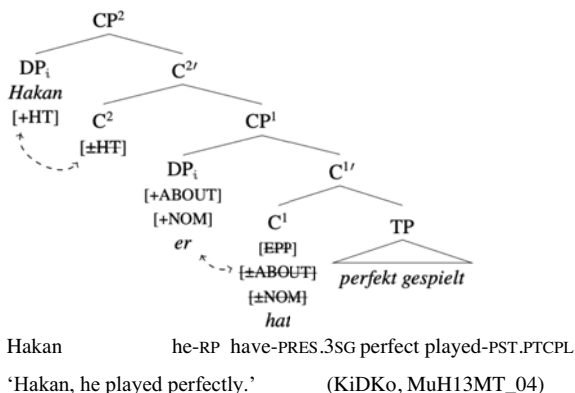 CP²
DPᵢ C²′
Hakan
[+HT] C² CP¹
[±HT]
DPᵢ C¹′
[+ABOUT]
[+NOM] C¹ TP
er [EPP]
[±ABOUT] perfekt gespielt
[±NOM]
hat
Hakan he-RP have-PRES.3SG perfect played-PST.PTCPL
‘Hakan, he played perfectly.’ (KiDKo, MuH13MT_04)